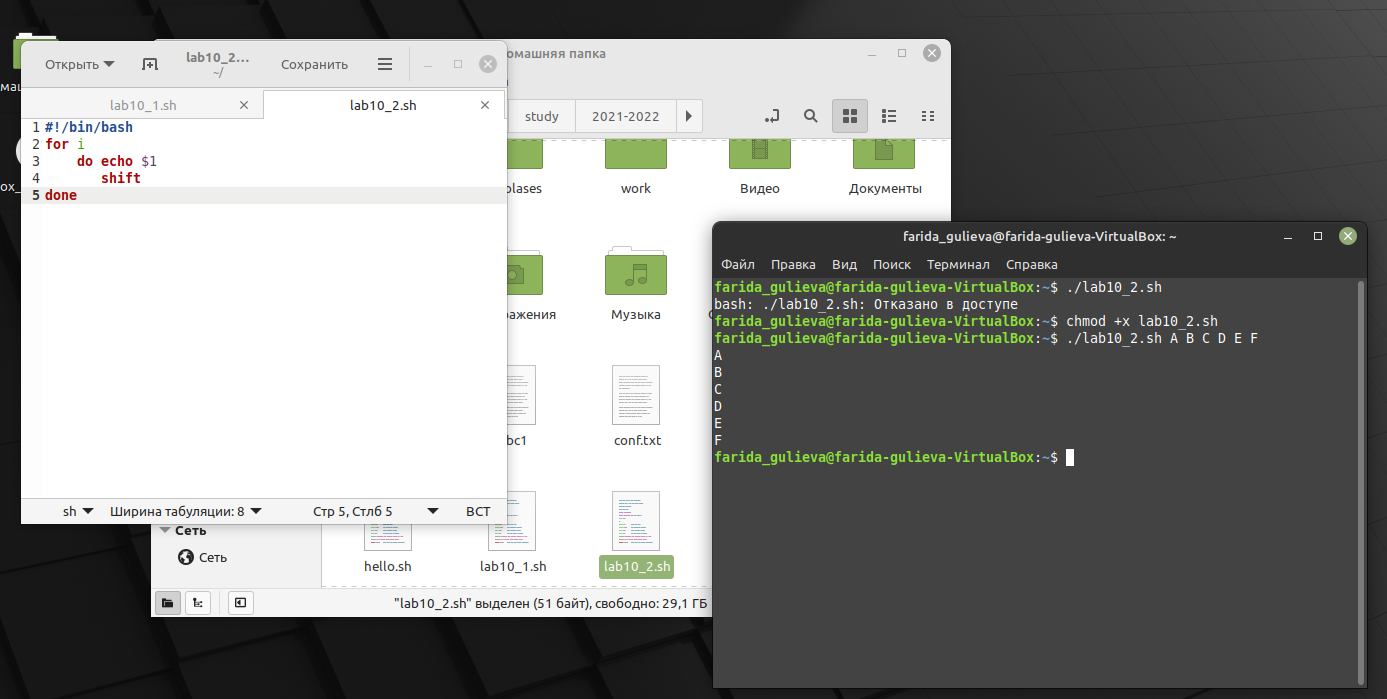 Открыть
lab10_2...
~/
Сохранить
lab10_1.sh
lab10_2.sh
1 #!/bin/bash
2 for i
3     do echo $1
4        shift
5 done
sh
Ширина табуляции: 8
Стр 5, Стлб 5
ВСТ
омашняя папка
study
2021-2022
work
Видео
Документы
ражения
Музыка
bc1
conf.txt
hello.sh
lab10_1.sh
lab10_2.sh
Сеть
Сеть
"lab10_2.sh" выделен (51 байт), свободно: 29,1 ГБ
farida_gulieva@farida-gulieva-VirtualBox: ~
Файл Правка Вид Поиск Терминал Справка
farida_gulieva@farida-gulieva-VirtualBox:~$ ./lab10_2.sh
bash: ./lab10_2.sh: Отказано в доступе
farida_gulieva@farida-gulieva-VirtualBox:~$ chmod +x lab10_2.sh
farida_gulieva@farida-gulieva-VirtualBox:~$ ./lab10_2.sh A B C D E F
A
B
C
D
E
F
farida_gulieva@farida-gulieva-VirtualBox:~$